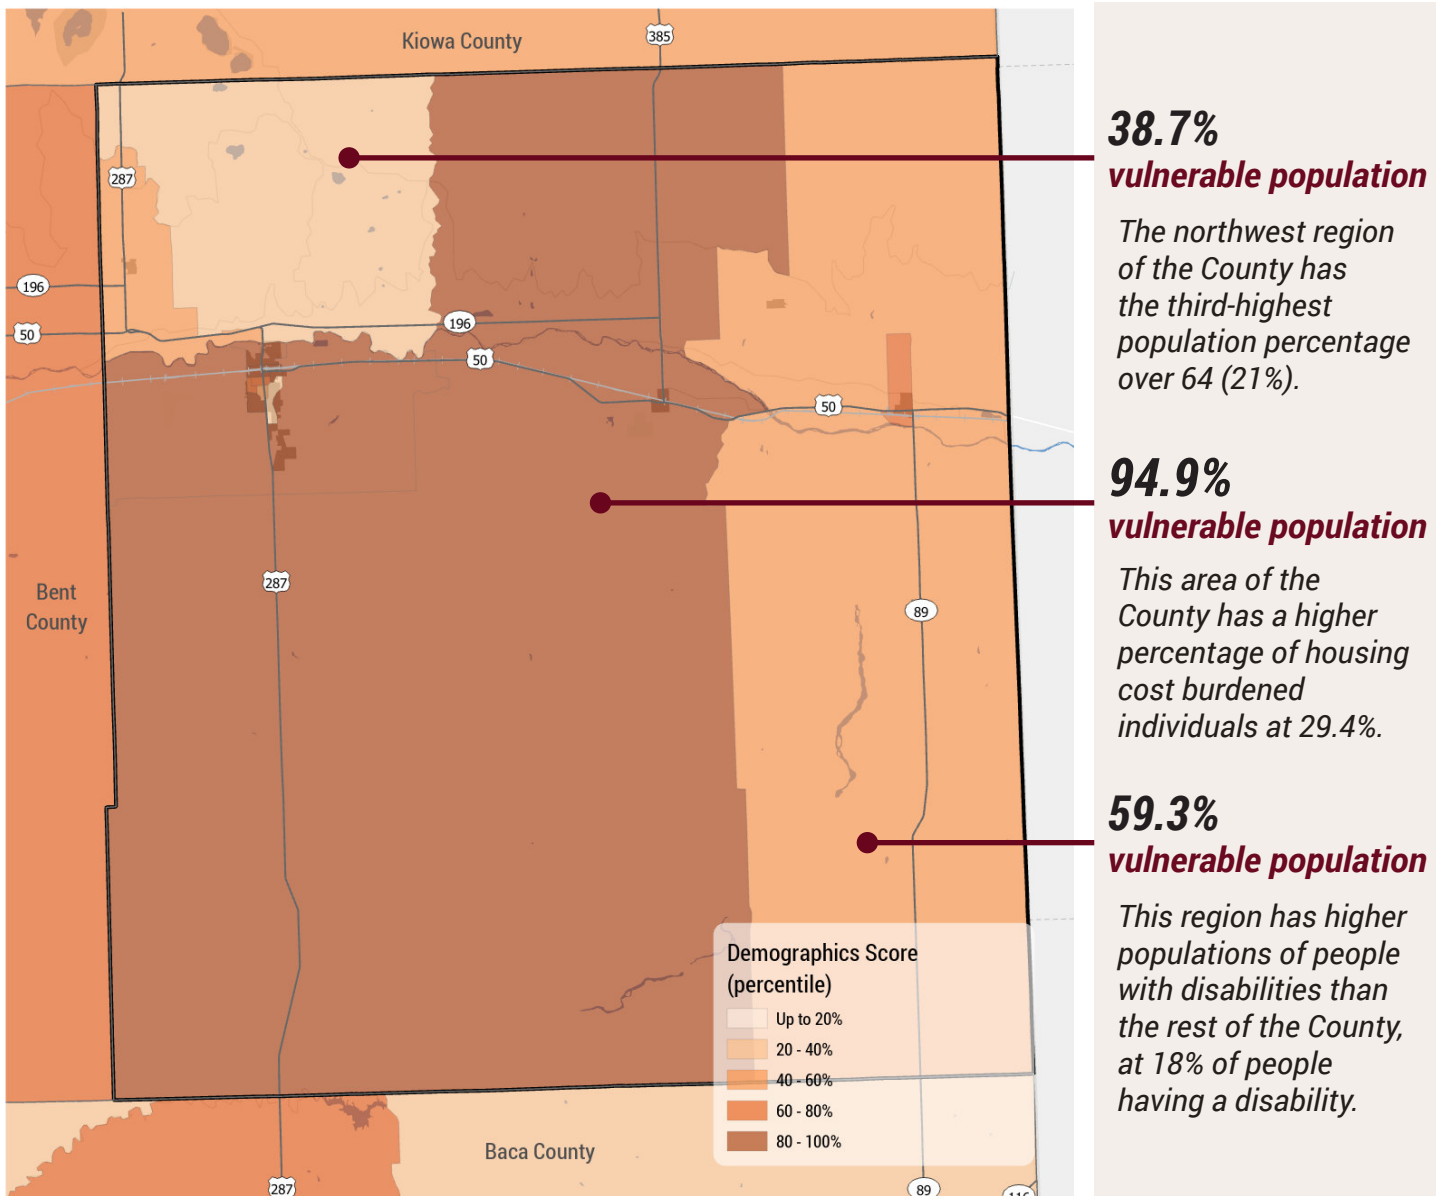 Kiowa County
385
287
196
50
196
50
50
Bent
County
287
89
Baca County
287
89
116
Demographics Score
(percentile)
Up to 20%
20 - 40%
40 - 60%
60 - 80%
80 - 100%
38.7%
vulnerable population
The northwest region
of the County has
the third-highest
population percentage
over 64 (21%).
94.9%
vulnerable population
This area of the
County has a higher
percentage of housing
cost burdened
individuals at 29.4%.
59.3%
vulnerable population
This region has higher
populations of people
with disabilities than
the rest of the County,
at 18% of people
having a disability.